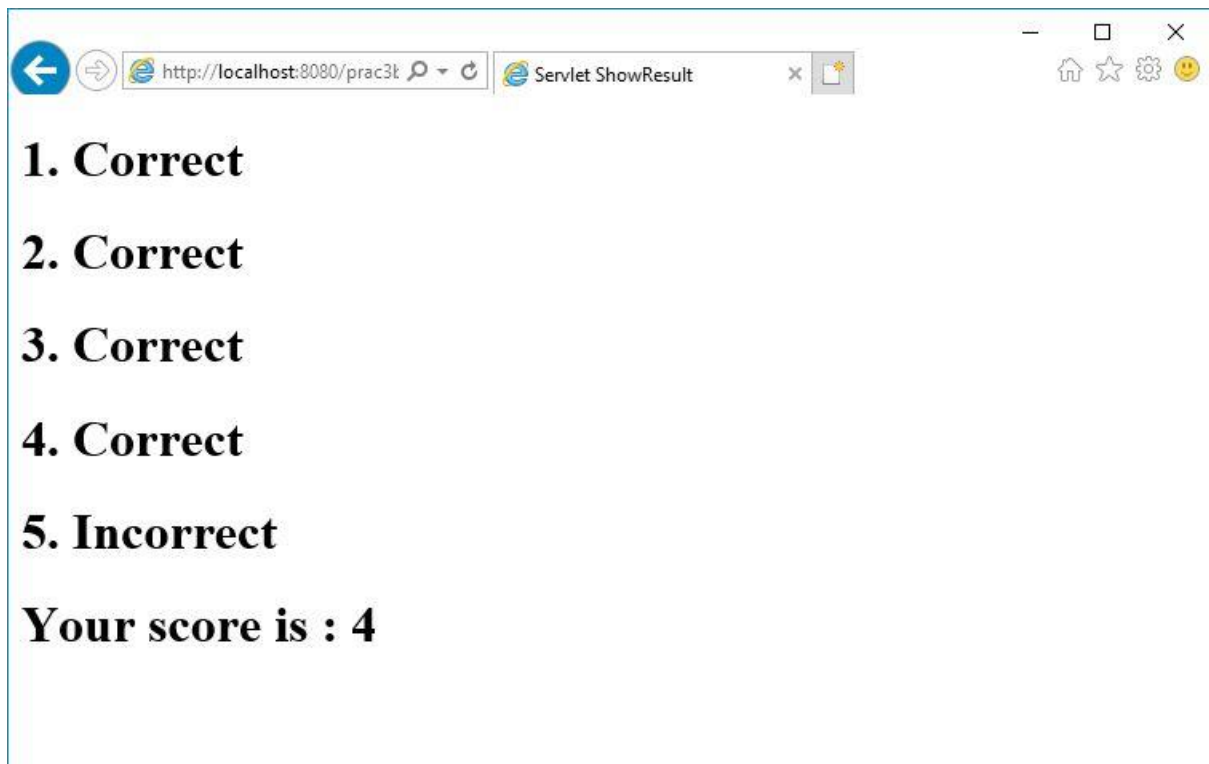 http://localhost:8080/prac3b
Servlet ShowResult
1. Correct
2. Correct
3. Correct
4. Correct
5. Incorrect
Your score is : 4